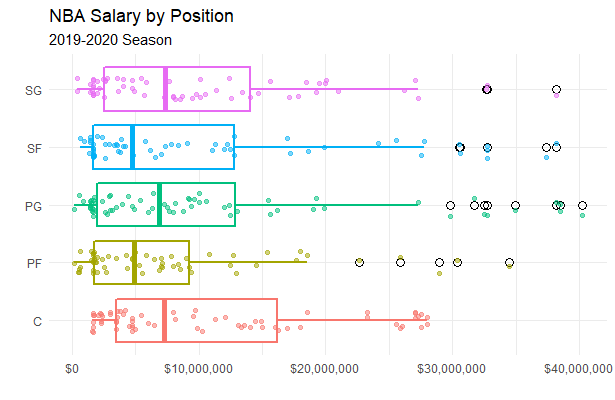 NBA Salary by Position
2019-2020 Season
SG
SF
PG
PF
C
$0
$10,000,000
$20,000,000
$30,000,000
$40,000,000